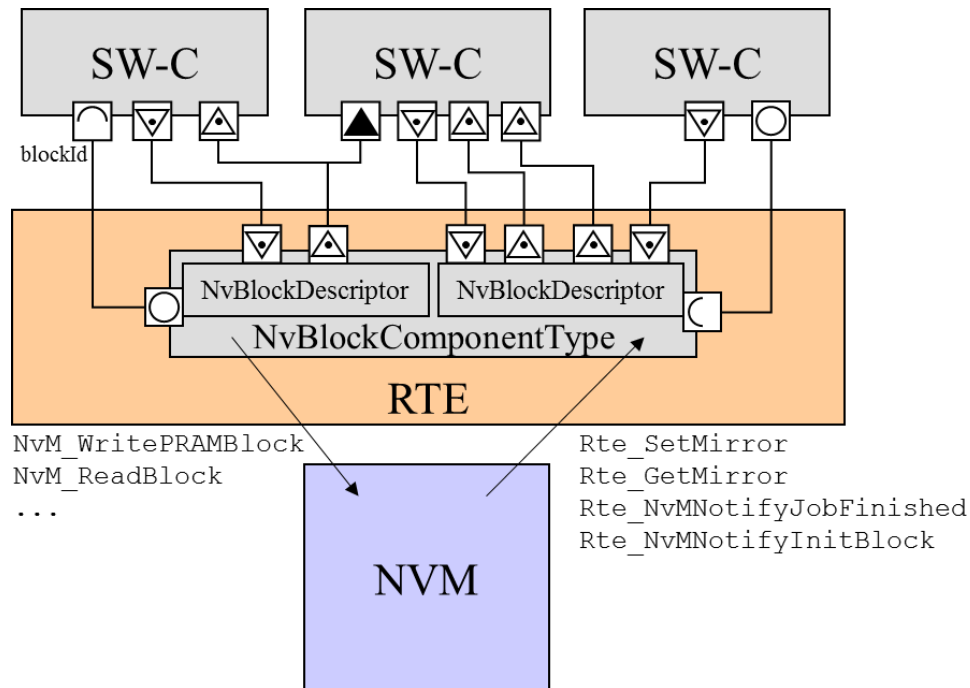 SW-C
SW-C
SW-C
blockId
NvBlockDescriptor
NvBlockDescriptor
NvBlockComponentType
RTE
NvM_WritePRAMBlock
NvM_ReadBlock
...
Rte_SetMirror
Rte_GetMirror
Rte_NvMNotifyJobFinished
Rte_NvMNotifyInitBlock
NVM